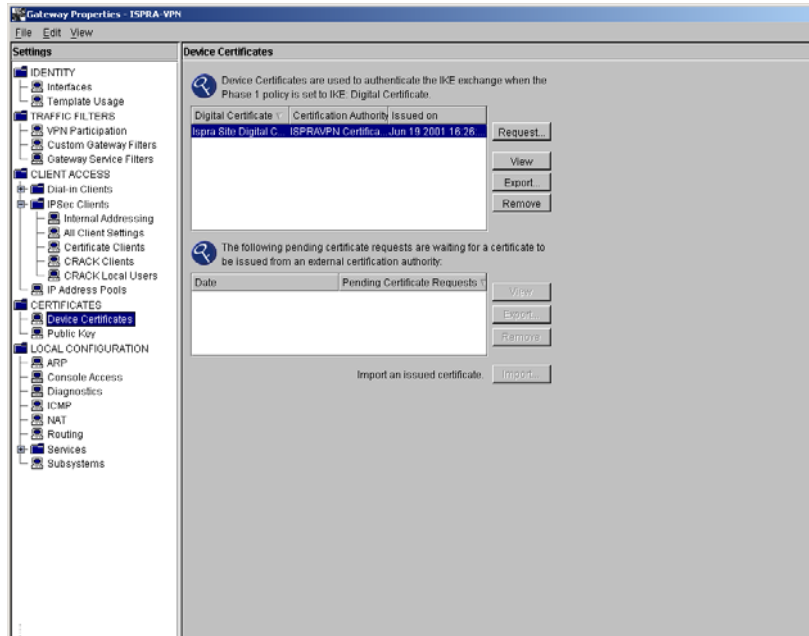 Gateway Properties - ISPRA-VPN
File Edit View
Settings
IDENTITY
Interfaces
Template Usage
TRAFFIC FILTERS
VPN Participation
Custom Gateway Filters
Gateway Service Filters
CLIENT ACCESS
Dial-in Clients
IPSec Clients
Internal Addressing
All Client Settings
Certificate Clients
CRACK Clients
CRACK Local Users
IP Address Pools
CERTIFICATES
Device Certificates
Public Key
LOCAL CONFIGURATION
ARP
Console Access
Diagnostics
ICMP
NAT
Routing
Services
Subsystems
Device Certificates
Device Certificates are used to authenticate the IKE exchange when the
Phase 1 policy is set to IKE: Digital Certificate.
Digital Certificate Certification Authority Issued on
Ispra Site Digital C... ISPRAVPN Certifica... Jun 19 2001 16:26...
Request...
View
Export...
Remove
The following pending certificate requests are waiting for a certificate to
be issued from an external certification authority:
Date Pending Certificate Requests
View
Export...
Remove
Import an issued certificate. Import...